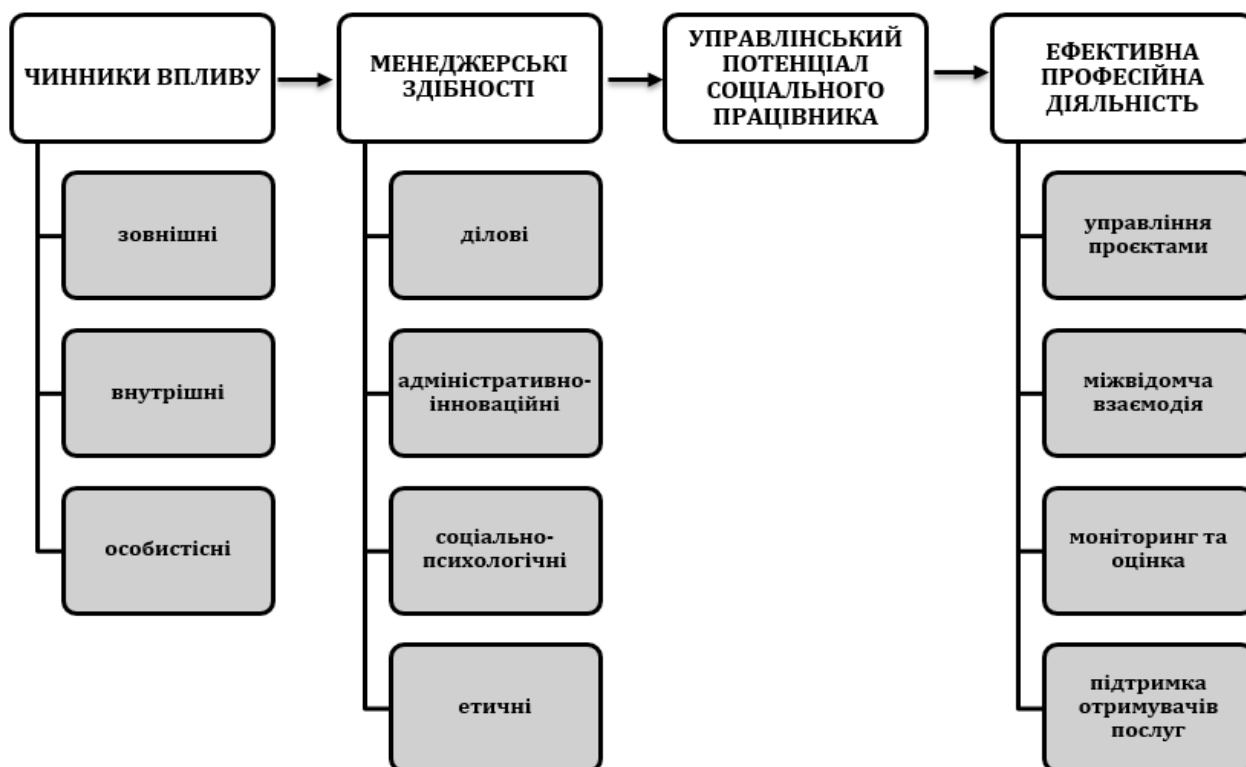 ЧИННИКИ ВПЛИВУ
МЕНЕДЖЕРСЬКІ
ЗДІБНОСТІ
УПРАВЛІНСЬКИЙ
ПОТЕНЦІАЛ
СОЦІАЛЬНОГО
ПРАЦІВНИКА
ЕФЕКТИВНА
ПРОФЕСІЙНА
ДІЯЛЬНІСТЬ
зовнішні
внутрішні
особистісні
ділові
адміністративно-
інноваційні
соціально-
психологічні
етичні
управління
проєктами
міжвідомча
взаємодія
моніторинг та
оцінка
підтримка
отримувачів
послуг